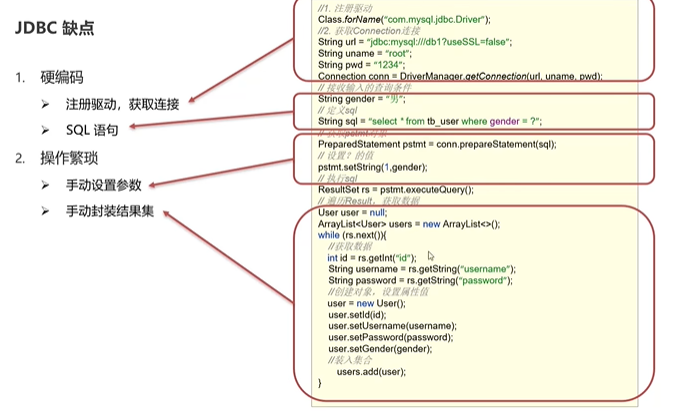 JDBC 缺点
1. 硬编码
➢ 注册驱动，获取连接
➢ SQL 语句
2. 操作繁琐
➢ 手动设置参数
➢ 手动封装结果集
//1. 注册驱动
Class.forName("com.mysql.jdbc.Driver");
//2. 获取Connection连接
String url = "jdbc:mysql:///db1?useSSL=false";
String uname = "root";
String pwd = "1234";
Connection conn = DriverManager.getConnection(url, uname, pwd);
// 接收输入的查询条件
String gender = "男";
// 定义sql
String sql = "select * from tb_user where gender = ?";
// 获取pstmt对象
PreparedStatement pstmt = conn.prepareStatement(sql);
// 设置? 的值
pstmt.setString(1,gender);
// 执行sql
ResultSet rs = pstmt.executeQuery();
// 遍历Result，获取数据
User user = null;
ArrayList<User> users = new ArrayList<>();
while (rs.next()){
//获取数据
int id = rs.getInt("id");
String username = rs.getString("username");
String password = rs.getString("password");
//创建对象，设置属性值
user = new User();
user.setId(id);
user.setUsername(username);
user.setPassword(password);
user.setGender(gender);
//装入集合
users.add(user);
}